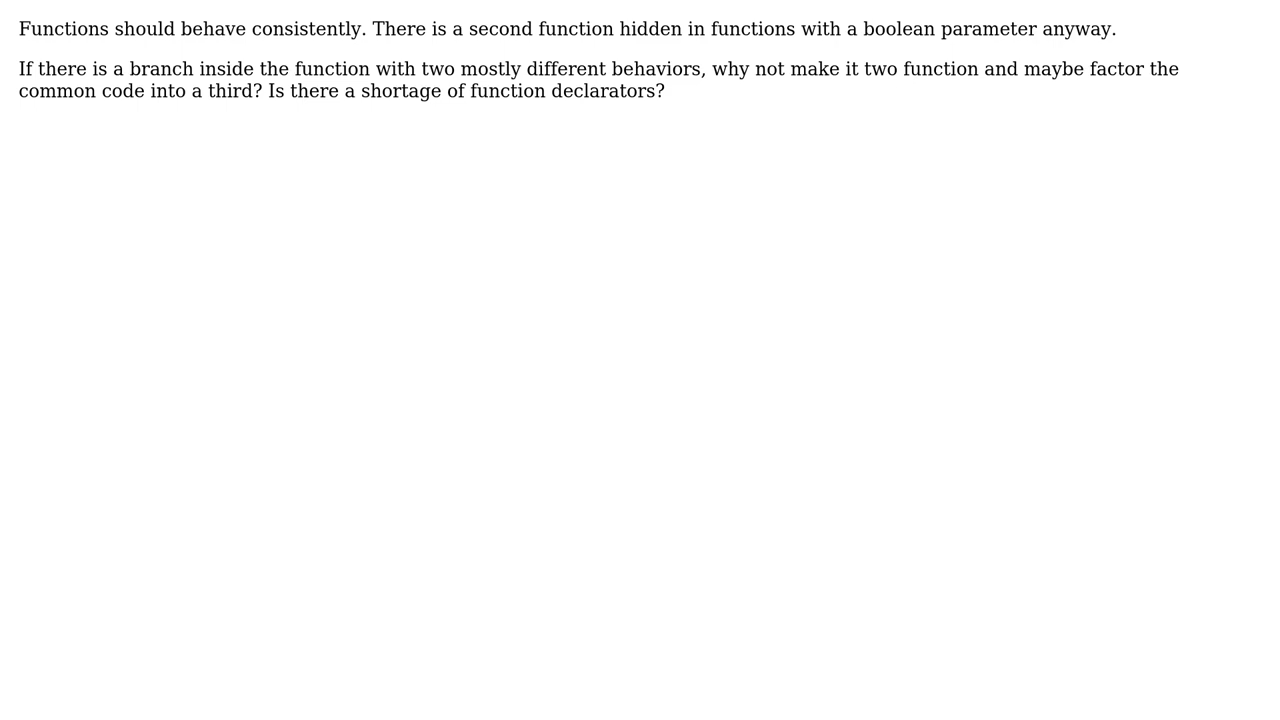 Functions should behave consistently. There is a second function hidden in functions with a boolean parameter anyway.
If there is a branch inside the function with two mostly different behaviors, why not make it two function and maybe factor the
common code into a third? Is there a shortage of function declarators?